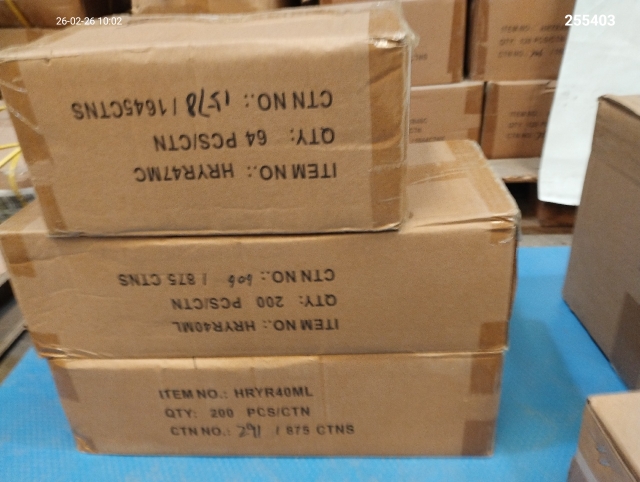 26-02-26 10:02
255403
ITEM NO.: HRYR47MC
QTY: 64 PCS/CTN
CTN NO.: 1578 / 1645CTNS
ITEM NO.: HRYR40ML
QTY: 200 PCS/CTN
CTN NO.: / 875 CTNS
ITEM NO.: HRYR40ML
QTY: 200 PCS/CTN
CTN NO.: / 875 CTNS